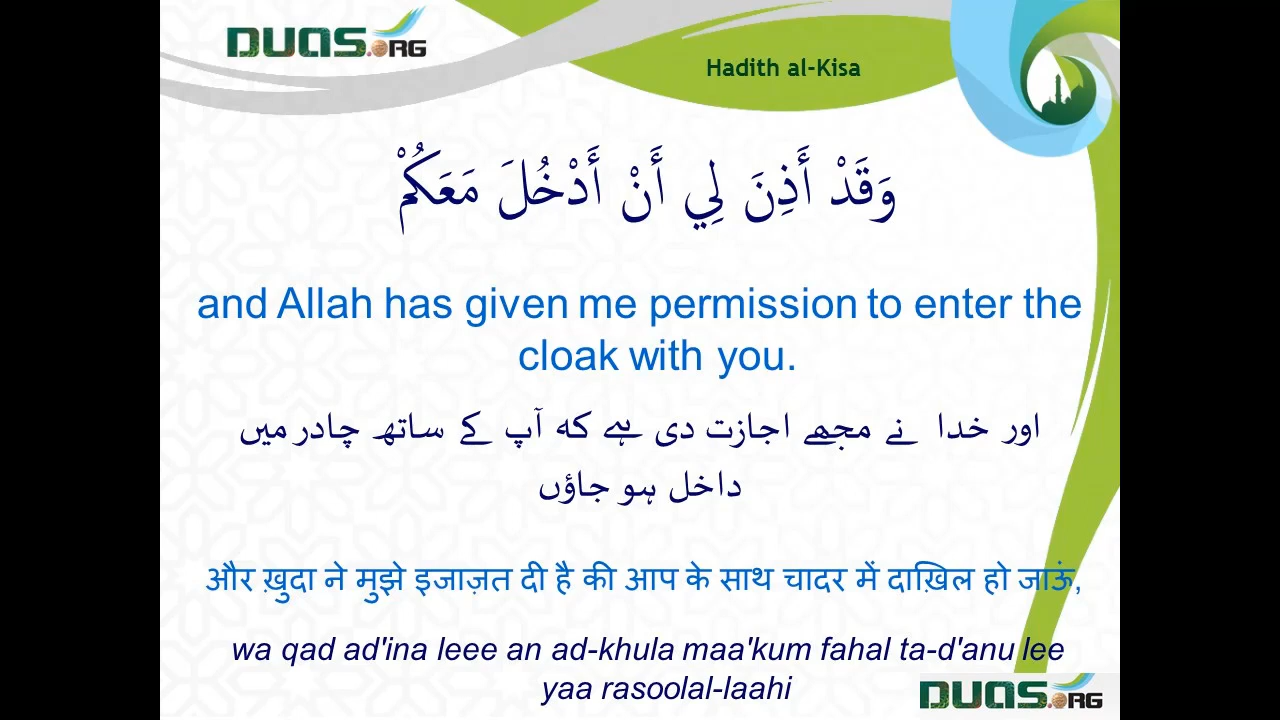 DUAS.ORG
Hadith al-Kisa
وَقَدْ أَذِنَ لِي أَنْ أَدْخُلَ مَعَكُمْ
and Allah has given me permission to enter the
cloak with you.
اور خدا نے مجھے اجازت دی ہے کہ آپ کے ساتھ چادر میں
داخل ہو جاؤں
और ख़ुदा ने मुझे इजाज़त दी है की आप के साथ चादर में दाख़िल हो जाऊं,
wa qad ad'ina leee an ad-khula maa'kum fahal ta-d'anu lee
yaa rasoolal-laahi
DUAS.ORG